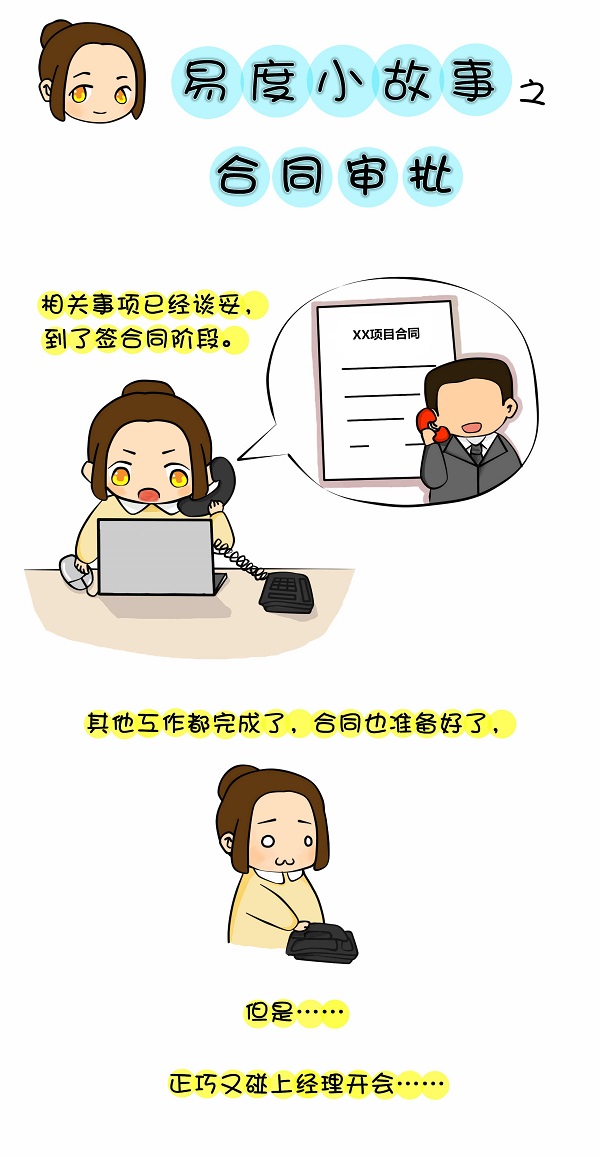 易度小故事之
合同审批
相关事项已经谈妥，
到了签合同阶段。
XX项目合同
其他工作都完成了，合同也准备好了，
但是……
正巧又碰上经理开会……